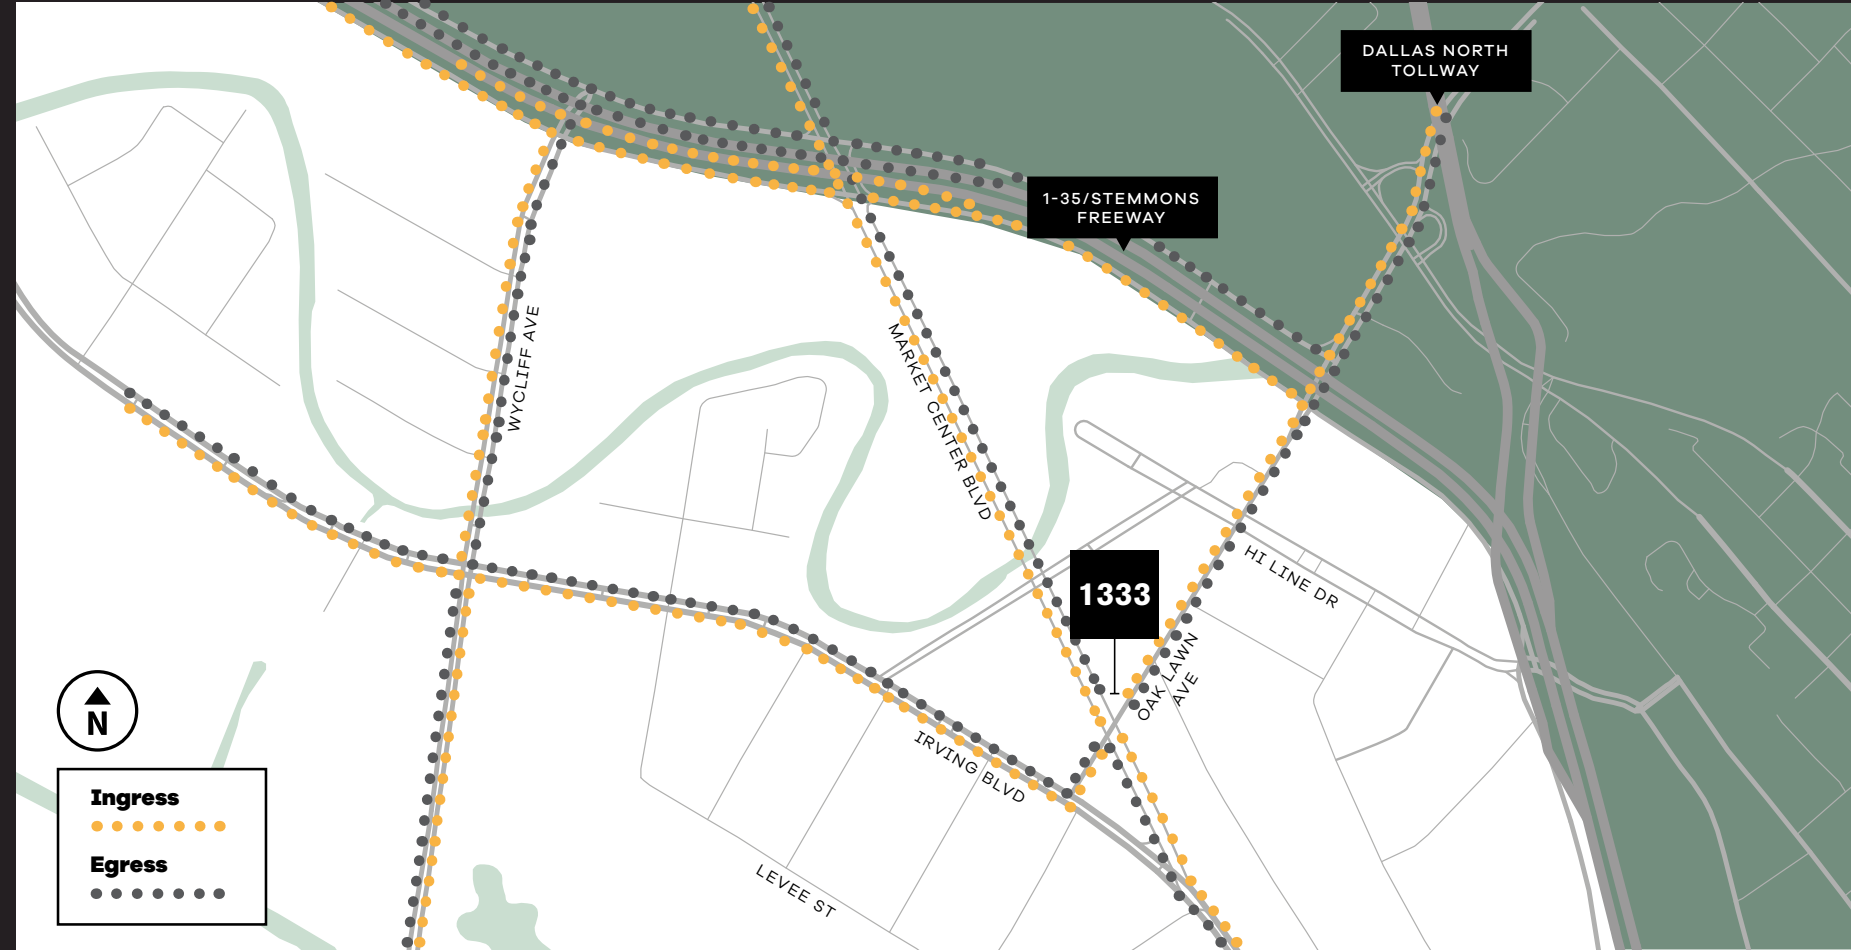 DALLAS NORTH
TOLLWAY
1-35/STEMMONS
FREEWAY
WYCLIFF AVE
MARKET CENTER BLVD
HI LINE DR
1333
OAK LAWN
AVE
IRVING BLVD
LEVEE ST
N
Ingress
Egress